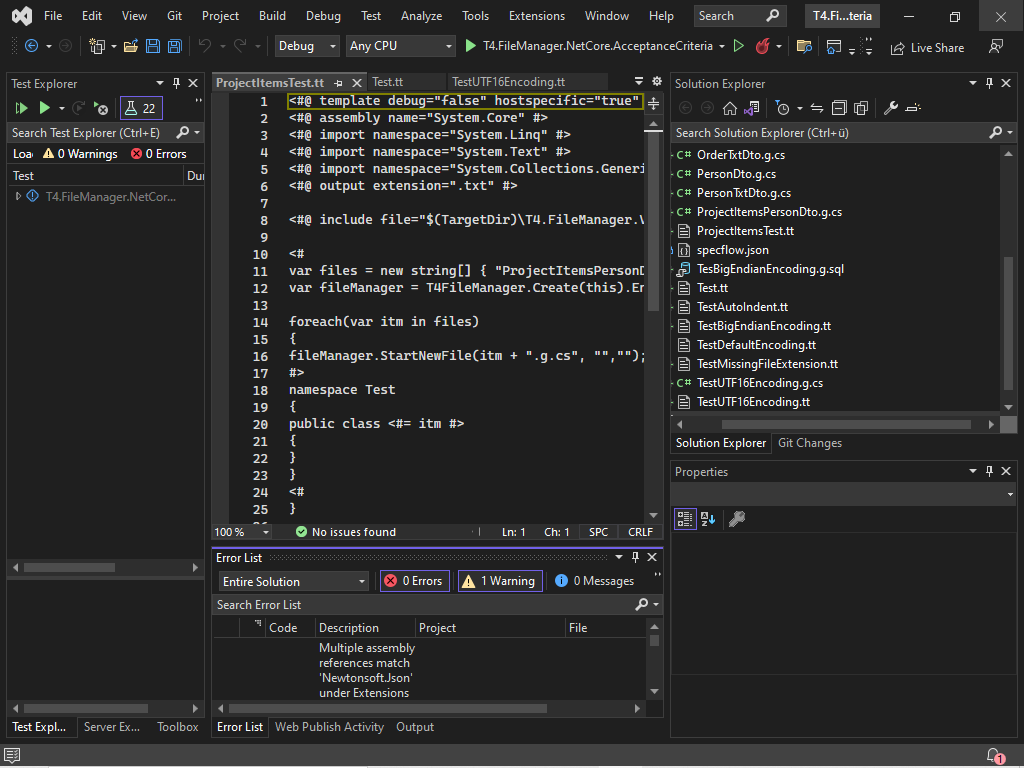 File Edit View Git Project Build Debug Test Analyze Tools Extensions Window Help Search T4.Fi...teria
Debug Any CPU T4.FileManager.NetCore.AcceptanceCriteria Live Share
Test Explorer
22
Search Test Explorer (Ctrl+E)
Loa 0 Warnings 0 Errors
Test Dur
T4.FileManager.NetCor...
ProjectItemsTest.tt Test.tt TestUTF16Encoding.tt
1 <#@ template debug="false" hostspecific="true"
2 <#@ assembly name="System.Core" #>
3 <#@ import namespace="System.Linq" #>
4 <#@ import namespace="System.Text" #>
5 <#@ import namespace="System.Collections.Generi
6 <#@ output extension=".txt" #>
7
8 <#@ include file="$(TargetDir)\T4.FileManager.V
9
10 <#
11 var files = new string[] { "ProjectItemsPersonD
12 var fileManager = T4FileManager.Create(this).En
13
14 foreach(var itm in files)
15 {
16 fileManager.StartNewFile(itm + ".g.cs", "","");
17 #>
18 namespace Test
19 {
20 public class <#= itm #>
21 {
22 }
23 }
24 <#
25 }
100 % No issues found Ln: 1 Ch: 1 SPC CRLF
Error List
Entire Solution 0 Errors 1 Warning 0 Messages
Search Error List
Code Description Project File
Multiple assembly
references match
'Newtonsoft.Json'
under Extensions
Test Expl... Server Ex... Toolbox
Error List Web Publish Activity Output
Solution Explorer
Search Solution Explorer (Ctrl+ü)
C# OrderTxtDto.g.cs
C# PersonDto.g.cs
C# PersonTxtDto.g.cs
C# ProjectItemsPersonDto.g.cs
ProjectItemsTest.tt
specflow.json
TesBigEndianEncoding.g.sql
Test.tt
TestAutoIndent.tt
TestBigEndianEncoding.tt
TestDefaultEncoding.tt
TestMissingFileExtension.tt
C# TestUTF16Encoding.g.cs
TestUTF16Encoding.tt
Solution Explorer Git Changes
Properties
1